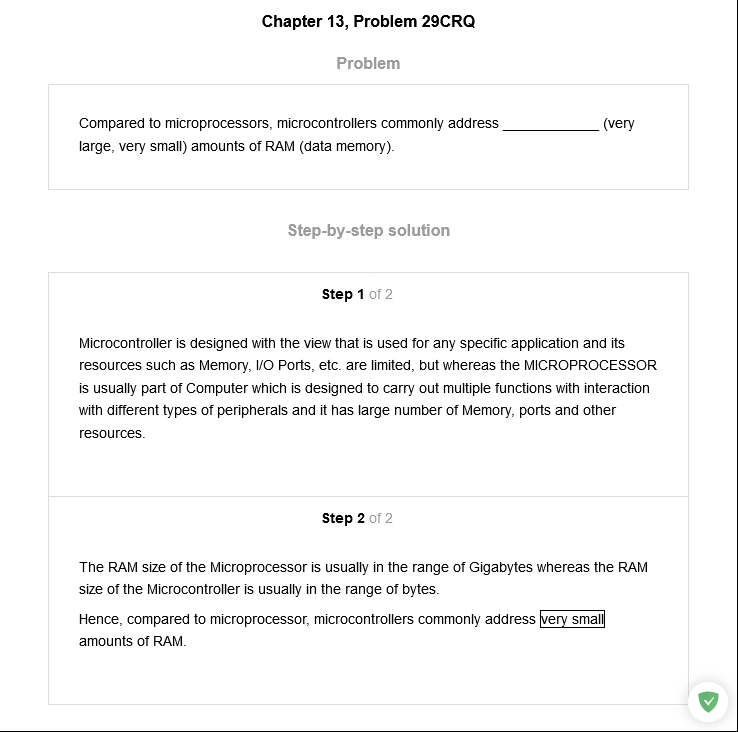 Chapter 13, Problem 29CRQ
Problem
Compared to microprocessors, microcontrollers commonly address ____________ (very
large, very small) amounts of RAM (data memory).
Step-by-step solution
Step 1 of 2
Microcontroller is designed with the view that is used for any specific application and its
resources such as Memory, I/O Ports, etc. are limited, but whereas the MICROPROCESSOR
is usually part of Computer which is designed to carry out multiple functions with interaction
with different types of peripherals and it has large number of Memory, ports and other
resources.
Step 2 of 2
The RAM size of the Microprocessor is usually in the range of Gigabytes whereas the RAM
size of the Microcontroller is usually in the range of bytes.
Hence, compared to microprocessor, microcontrollers commonly address very small
amounts of RAM.